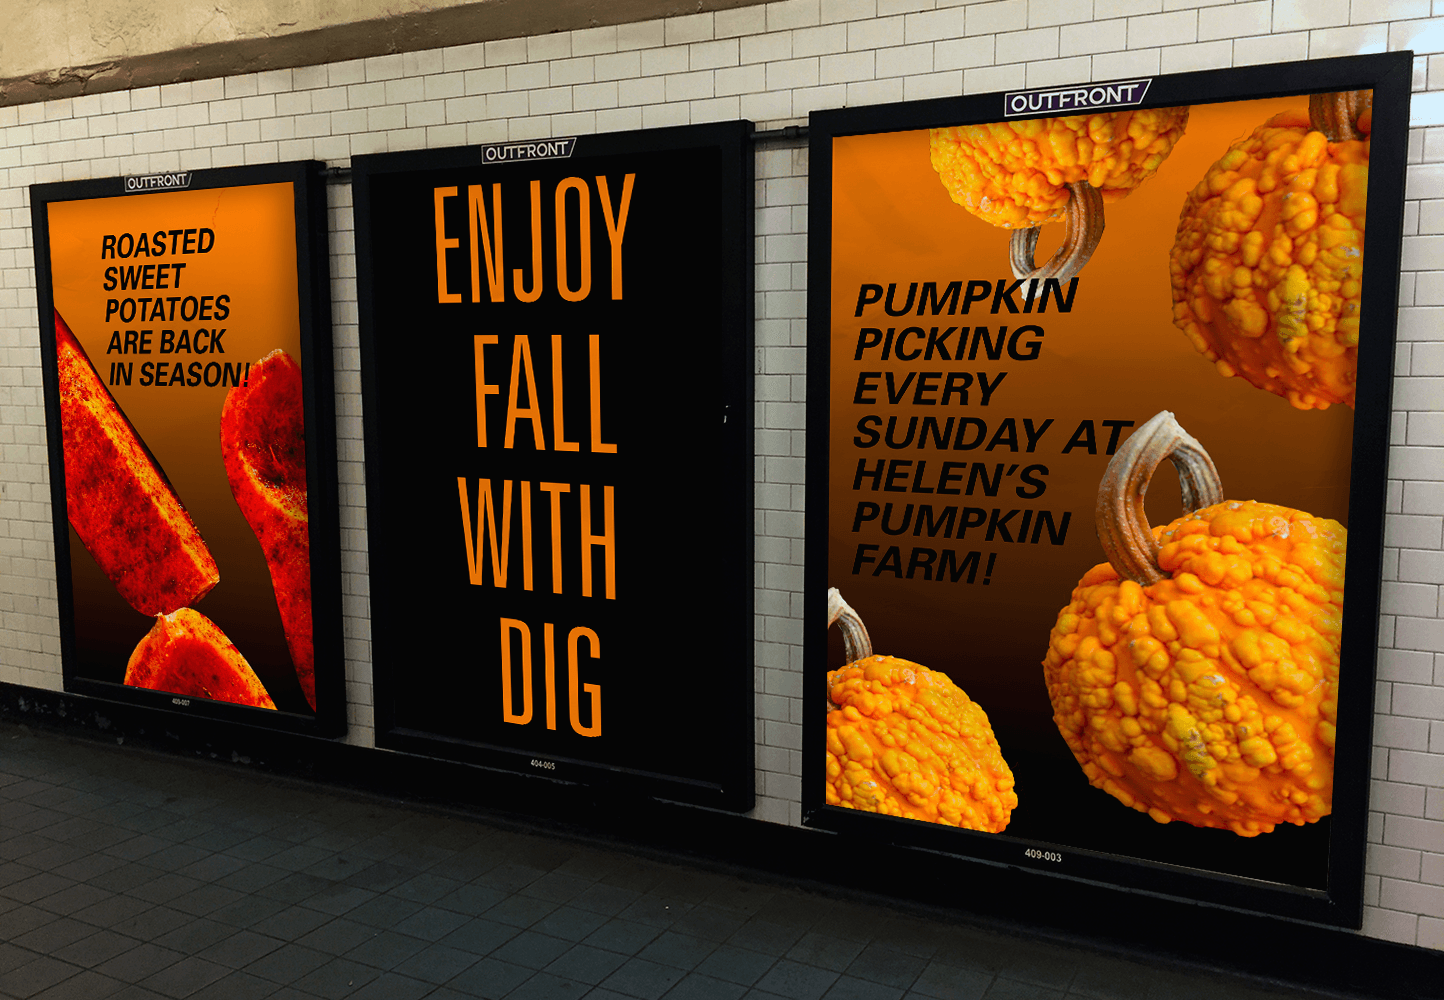 OUTFRONT
ROASTED
SWEET
POTATOES
ARE BACK
IN SEASON!
409-007
OUTFRONT
ENJOY
FALL
WITH
DIG
404-005
OUTFRONT
PUMPKIN
PICKING
EVERY
SUNDAY AT
HELEN'S
PUMPKIN
FARM!
409-003